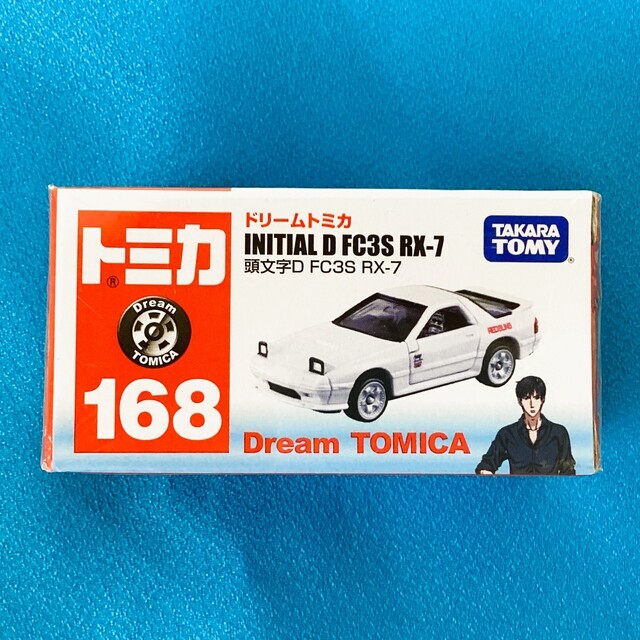 トミカ
®
Dream
TOMICA
168
ドリームトミカ
INITIAL D FC3S RX-7
頭文字D FC3S RX-7
TAKARA
TOMY
®
REDSUNS
Dream TOMICA